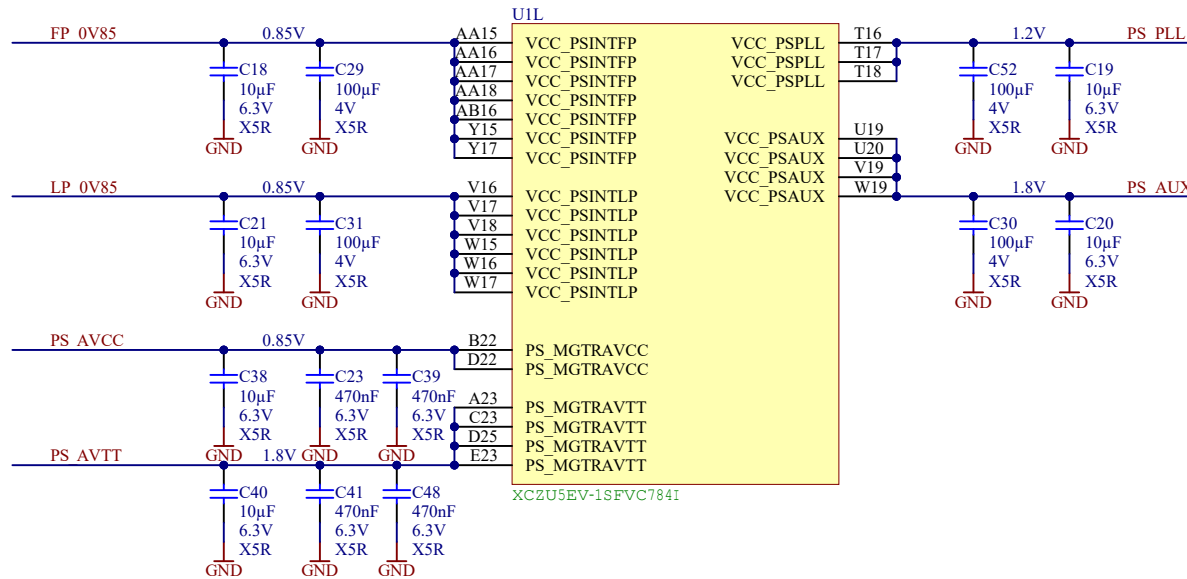 U1L
FP_0V85
0.85V
C18
10µF
6.3V
X5R
GND
C29
100µF
4V
X5R
GND
AA15
VCC_PSINTFP
AA16
VCC_PSINTFP
AA17
VCC_PSINTFP
AA18
VCC_PSINTFP
AB16
VCC_PSINTFP
Y15
VCC_PSINTFP
Y17
VCC_PSINTFP
LP_0V85
0.85V
C21
10µF
6.3V
X5R
GND
C31
100µF
4V
X5R
GND
V16
VCC_PSINTLP
V17
VCC_PSINTLP
V18
VCC_PSINTLP
W15
VCC_PSINTLP
W16
VCC_PSINTLP
W17
VCC_PSINTLP
PS_AVCC
0.85V
C38
10µF
6.3V
X5R
GND
C23
470nF
6.3V
X5R
GND
C39
470nF
6.3V
X5R
GND
B22
PS_MGTRAVCC
D22
PS_MGTRAVCC
PS_AVTT
1.8V
C40
10µF
6.3V
X5R
GND
C41
470nF
6.3V
X5R
GND
C48
470nF
6.3V
X5R
GND
A23
PS_MGTRAVTT
C23
PS_MGTRAVTT
D25
PS_MGTRAVTT
E23
PS_MGTRAVTT
VCC_PSPLL
T16
VCC_PSPLL
T17
VCC_PSPLL
T18
1.2V
PS_PLL
C52
100µF
4V
X5R
GND
C19
10µF
6.3V
X5R
GND
VCC_PSAUX
U19
VCC_PSAUX
U20
VCC_PSAUX
V19
VCC_PSAUX
W19
1.8V
PS_AUX
C30
100µF
4V
X5R
GND
C20
10µF
6.3V
X5R
GND
XCZU5EV-1SFVC784I